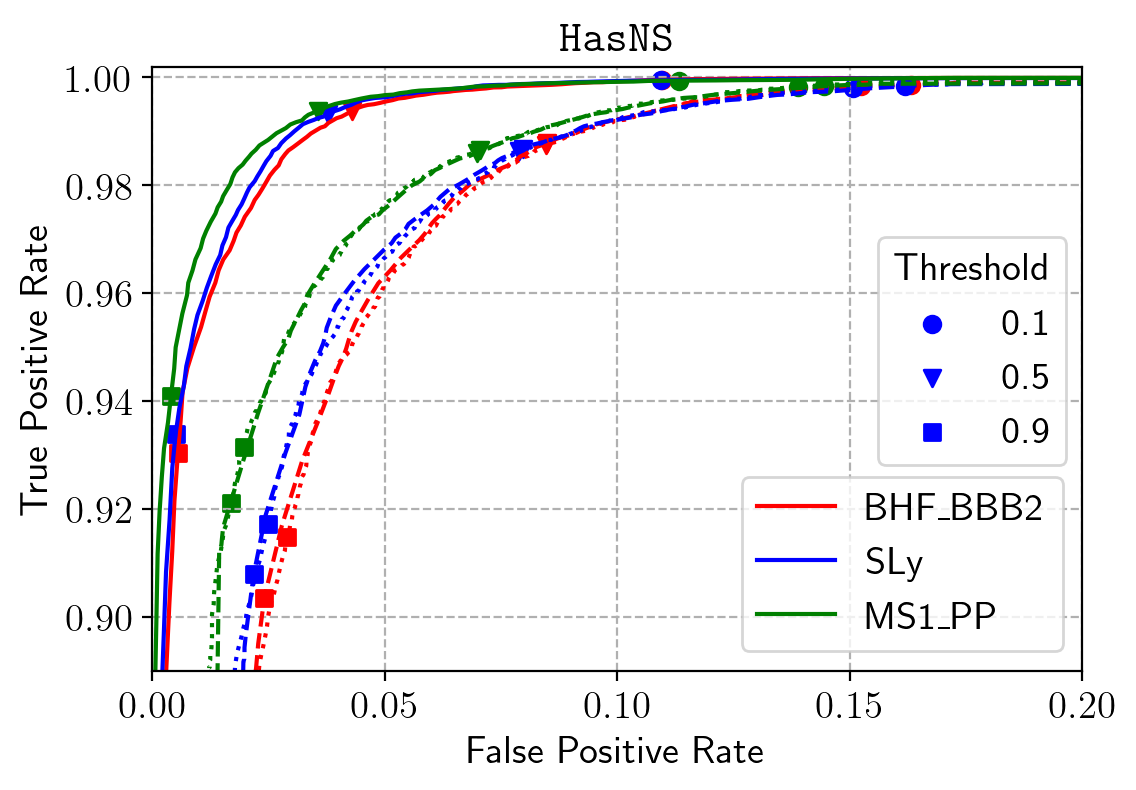 HasNS
1.00
0.98
0.96
0.94
0.92
0.90
True Positive Rate
0.00
0.05
0.10
0.15
0.20
False Positive Rate
Threshold
0.1
0.5
0.9
BHF_BBB2
SLy
MS1_PP